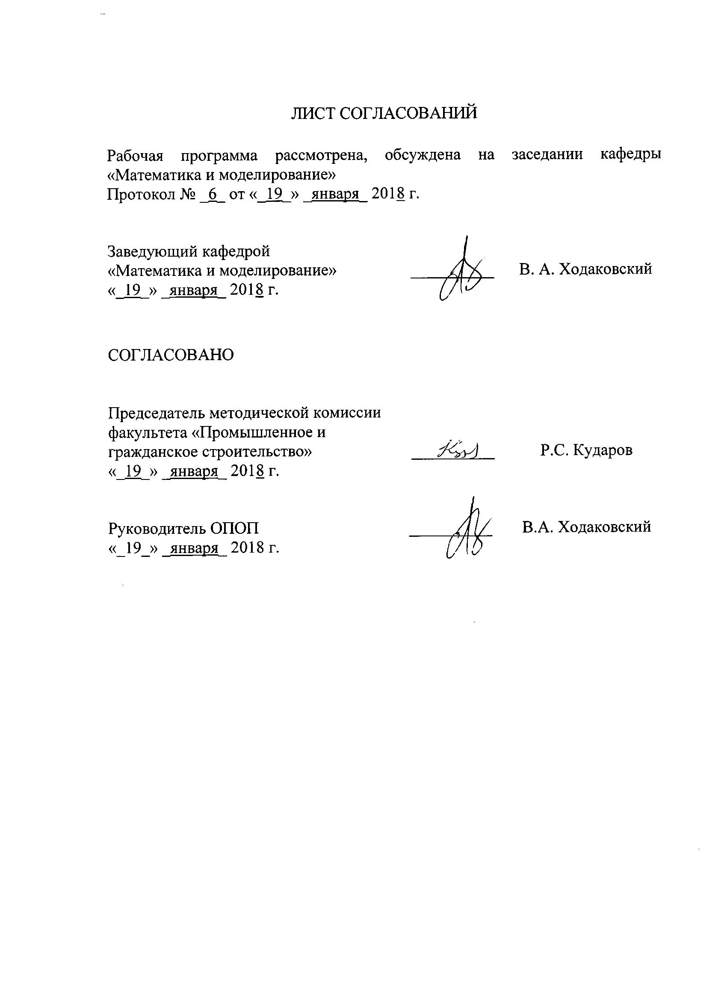 ЛИСТ СОГЛАСОВАНИЙ
Рабочая программа рассмотрена, обсуждена на заседании кафедры
«Математика и моделирование»
Протокол № _6_ от «_19_» _января_ 2018 г.
Заведующий кафедрой
«Математика и моделирование» В. А. Ходаковский
«_19_» _января_ 2018 г.
СОГЛАСОВАНО
Председатель методической комиссии
факультета «Промышленное и
гражданское строительство» Р.С. Кударов
«_19_» _января_ 2018 г.
Руководитель ОПОП В.А. Ходаковский
«_19_» _января_ 2018 г.